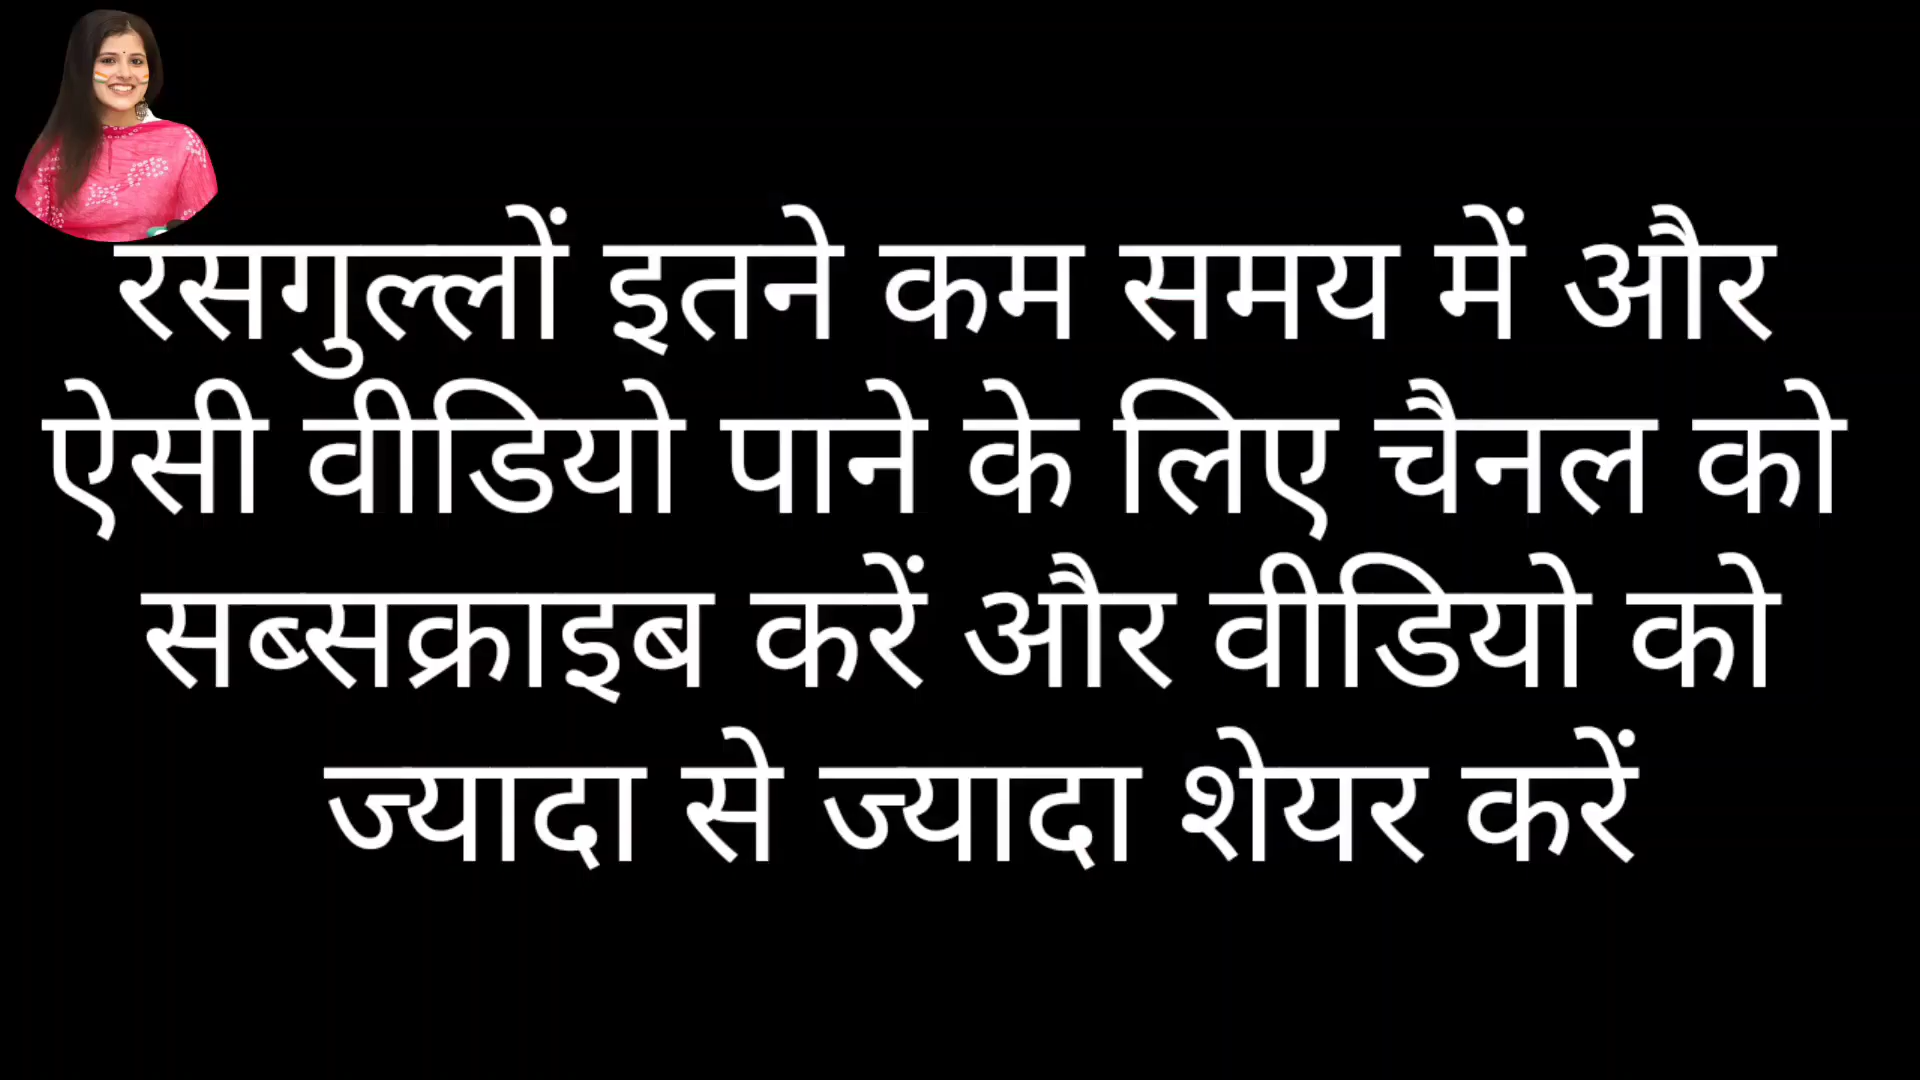 रसगुल्लों इतने कम समय में और
ऐसी वीडियो पाने के लिए चैनल को
सब्सक्राइब करें और वीडियो को
ज्यादा से ज्यादा शेयर करें